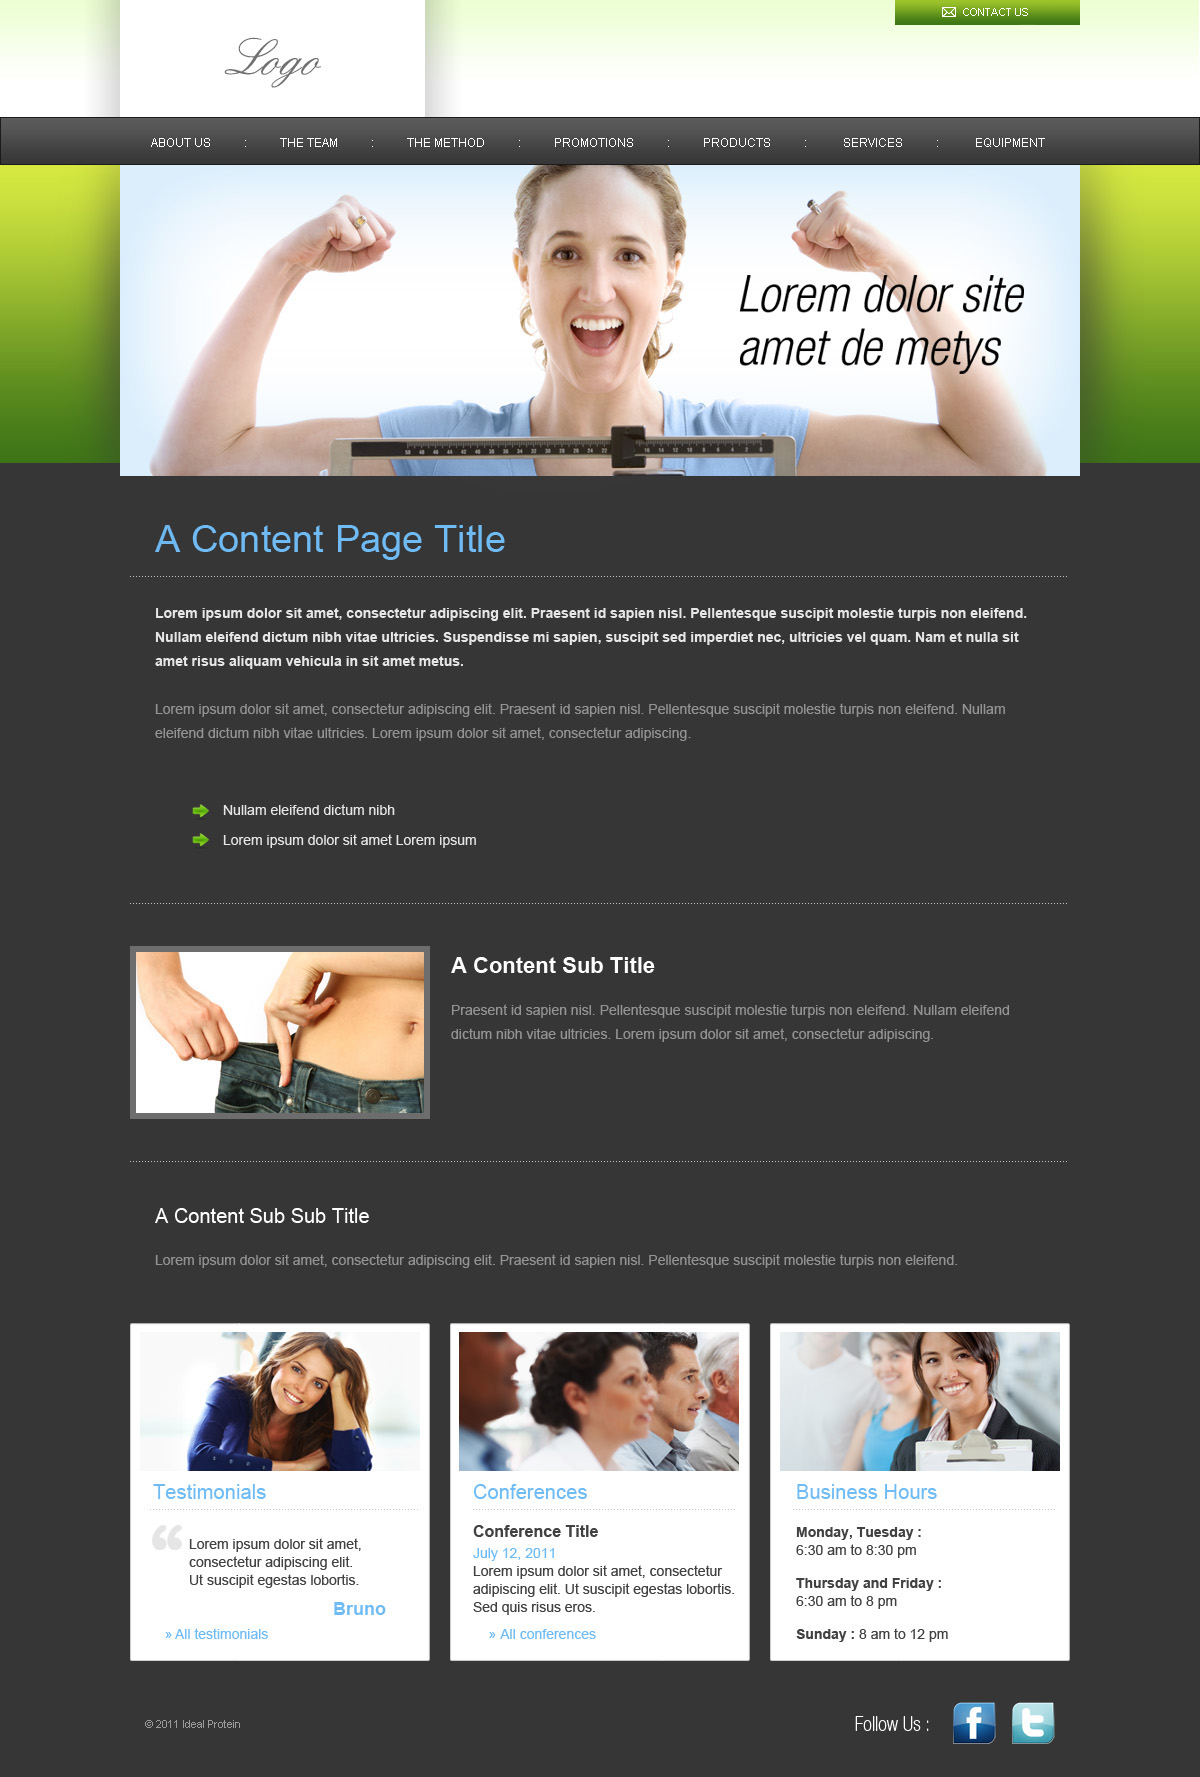 Logo
CONTACT US
ABOUT US : THE TEAM : THE METHOD : PROMOTIONS : PRODUCTS : SERVICES : EQUIPMENT
Lorem dolor site
amet de metys
A Content Page Title
Lorem ipsum dolor sit amet, consectetur adipiscing elit. Praesent id sapien nisl. Pellentesque suscipit molestie turpis non eleifend.
Nullam eleifend dictum nibh vitae ultricies. Suspendisse mi sapien, suscipit sed imperdiet nec, ultricies vel quam. Nam et nulla sit
amet risus aliquam vehicula in sit amet metus.
Lorem ipsum dolor sit amet, consectetur adipiscing elit. Praesent id sapien nisl. Pellentesque suscipit molestie turpis non eleifend. Nullam
eleifend dictum nibh vitae ultricies. Lorem ipsum dolor sit amet, consectetur adipiscing.
Nullam eleifend dictum nibh
Lorem ipsum dolor sit amet Lorem ipsum
A Content Sub Title
Praesent id sapien nisl. Pellentesque suscipit molestie turpis non eleifend. Nullam eleifend
dictum nibh vitae ultricies. Lorem ipsum dolor sit amet, consectetur adipiscing.
A Content Sub Sub Title
Lorem ipsum dolor sit amet, consectetur adipiscing elit. Praesent id sapien nisl. Pellentesque suscipit molestie turpis non eleifend.
Testimonials
“
Lorem ipsum dolor sit amet,
consectetur adipiscing elit.
Ut suscipit egestas lobortis.
Bruno
» All testimonials
Conferences
Conference Title
July 12, 2011
Lorem ipsum dolor sit amet, consectetur
adipiscing elit. Ut suscipit egestas lobortis.
Sed quis risus eros.
» All conferences
Business Hours
Monday, Tuesday :
6:30 am to 8:30 pm
Thursday and Friday :
6:30 am to 8 pm
Sunday : 8 am to 12 pm
© 2011 Ideal Protein
Follow Us : f t